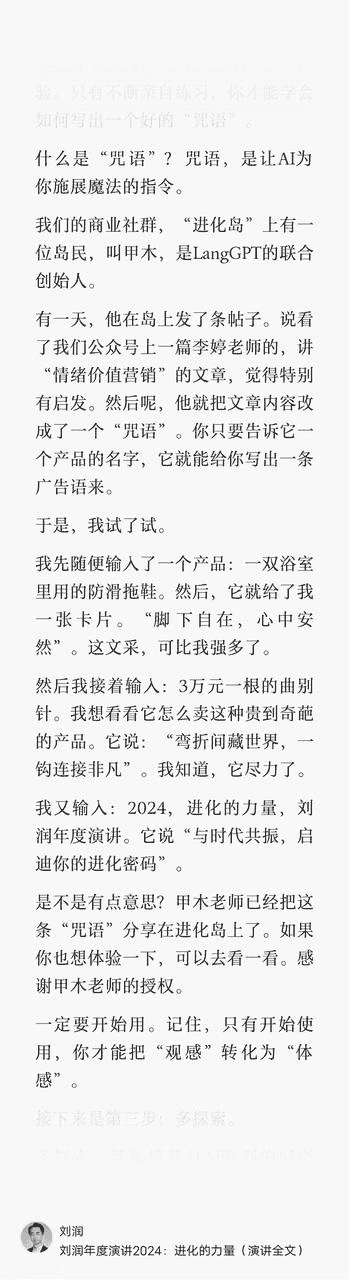 验。只有不断亲自练习，你才能学会
如何写出一个好的“咒语”。
什么是“咒语”？咒语，是让AI为
你施展魔法的指令。
我们的商业社群，“进化岛”上有一
位岛民，叫甲木，是LangGPT的联合
创始人。
有一天，他在岛上发了条帖子。说看
了我们公众号上一篇李婷老师的，讲
“情绪价值营销”的文章，觉得特别
有启发。然后呢，他就把文章内容改
成了一个“咒语”。你只要告诉它一
个产品的名字，它就能给你写出一条
广告语来。
于是，我试了试。
我先随便输入了一个产品：一双浴室
里用的防滑拖鞋。然后，它就给了我
一张卡片。“脚下自在，心中安
然”。这文采，可比我强多了。
然后我接着输入：3万元一根的曲别
针。我想看看它怎么卖这种贵到奇葩
的产品。它说：“弯折间藏世界，一
钩连接非凡”。我知道，它尽力了。
我又输入：2024，进化的力量，刘
润年度演讲。它说“与时代共振，启
迪你的进化密码”。
是不是有点意思？甲木老师已经把这
条“咒语”分享在进化岛上了。如果
你也想体验一下，可以去看一看。感
谢甲木老师的授权。
一定要开始用。记住，只有开始使
用，你才能把“观感”转化为“体
感”。
接下来是第三步：多探索。
刘润
刘润年度演讲2024：进化的力量（演讲全文）